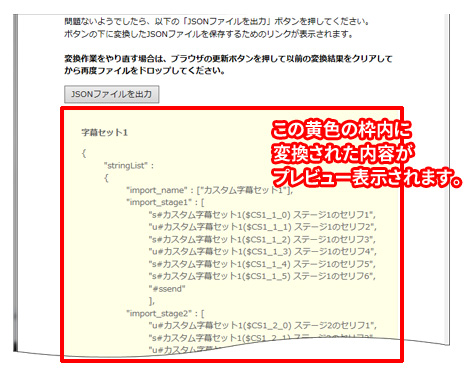 問題ないようでしたら、以下の「JSONファイルを出力」ボタンを押してください。
ボタンの下に変換したJSONファイルを保存するためのリンクが表示されます。
変換作業をやり直す場合は、ブラウザの更新ボタンを押して以前の変換結果をクリアして
から再度ファイルをドロップしてください。
JSONファイルを出力
この黄色の枠内に
変換された内容が
プレビュー表示されます。
字幕セット1
{
"stringList" :
{
"import_name" : ["カスタム字幕セット1"],
"import_stage1" : [
"s#カスタム字幕セット1($CS1_1_0) ステージ1のセリフ1",
"u#カスタム字幕セット1($CS1_1_1) ステージ1のセリフ2",
"s#カスタム字幕セット1($CS1_1_2) ステージ1のセリフ3",
"u#カスタム字幕セット1($CS1_1_3) ステージ1のセリフ4",
"s#カスタム字幕セット1($CS1_1_4) ステージ1のセリフ5",
"s#カスタム字幕セット1($CS1_1_5) ステージ1のセリフ6",
"#ssend"
],
"import_stage2" : [
"u#カスタム字幕セット1($CS1_2_0) ステージ2のセリフ1",
"s#カスタム字幕セット1($CS1_2_1) ステージ2のセリフ2",
"u#カスタム字幕セット1($CS1_2_